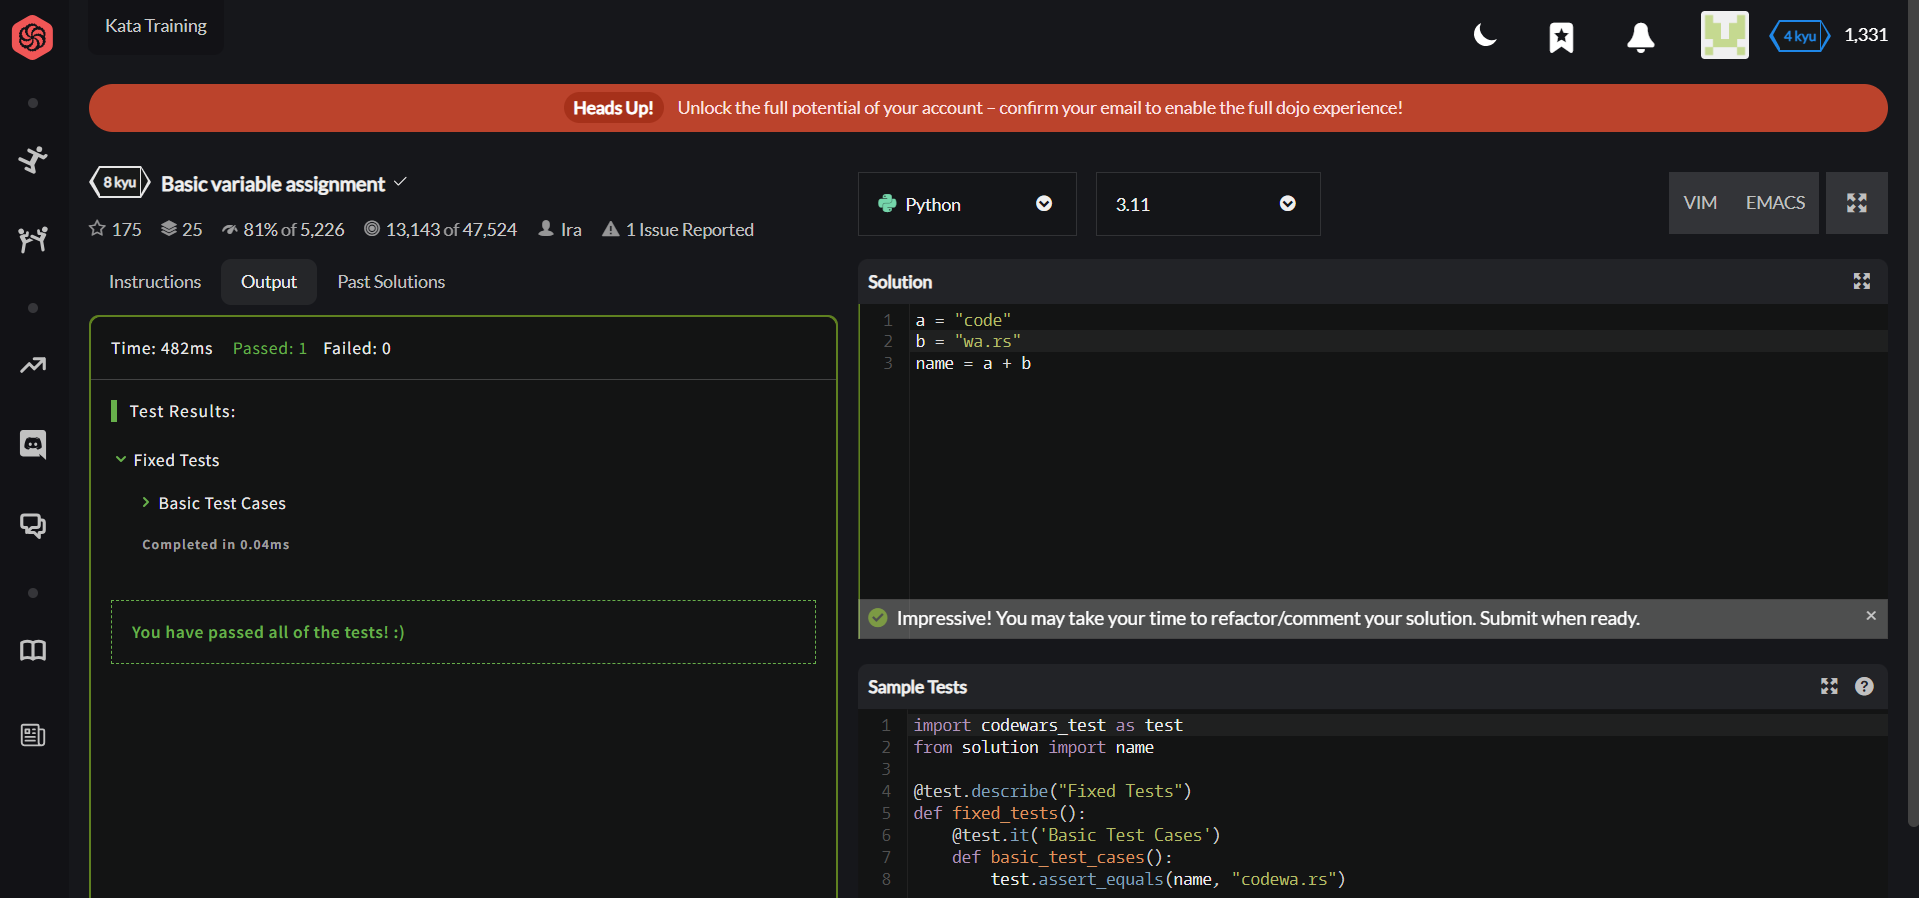 Kata Training
4 kyu 1,331
Heads Up! Unlock the full potential of your account – confirm your email to enable the full dojo experience!
8 kyu Basic variable assignment
175 25 81% of 5,226 13,143 of 47,524 Ira 1 Issue Reported
Instructions Output Past Solutions
Time: 482ms Passed: 1 Failed: 0
Test Results:
Fixed Tests
Basic Test Cases
Completed in 0.04ms
You have passed all of the tests! :)
Python 3.11 VIM EMACS
Solution
1 a = "code"
2 b = "wa.rs"
3 name = a + b
Impressive! You may take your time to refactor/comment your solution. Submit when ready. ×
Sample Tests ?
1 import codewars_test as test
2 from solution import name
3
4 @test.describe("Fixed Tests")
5 def fixed_tests():
6     @test.it('Basic Test Cases')
7     def basic_test_cases():
8         test.assert_equals(name, "codewa.rs")